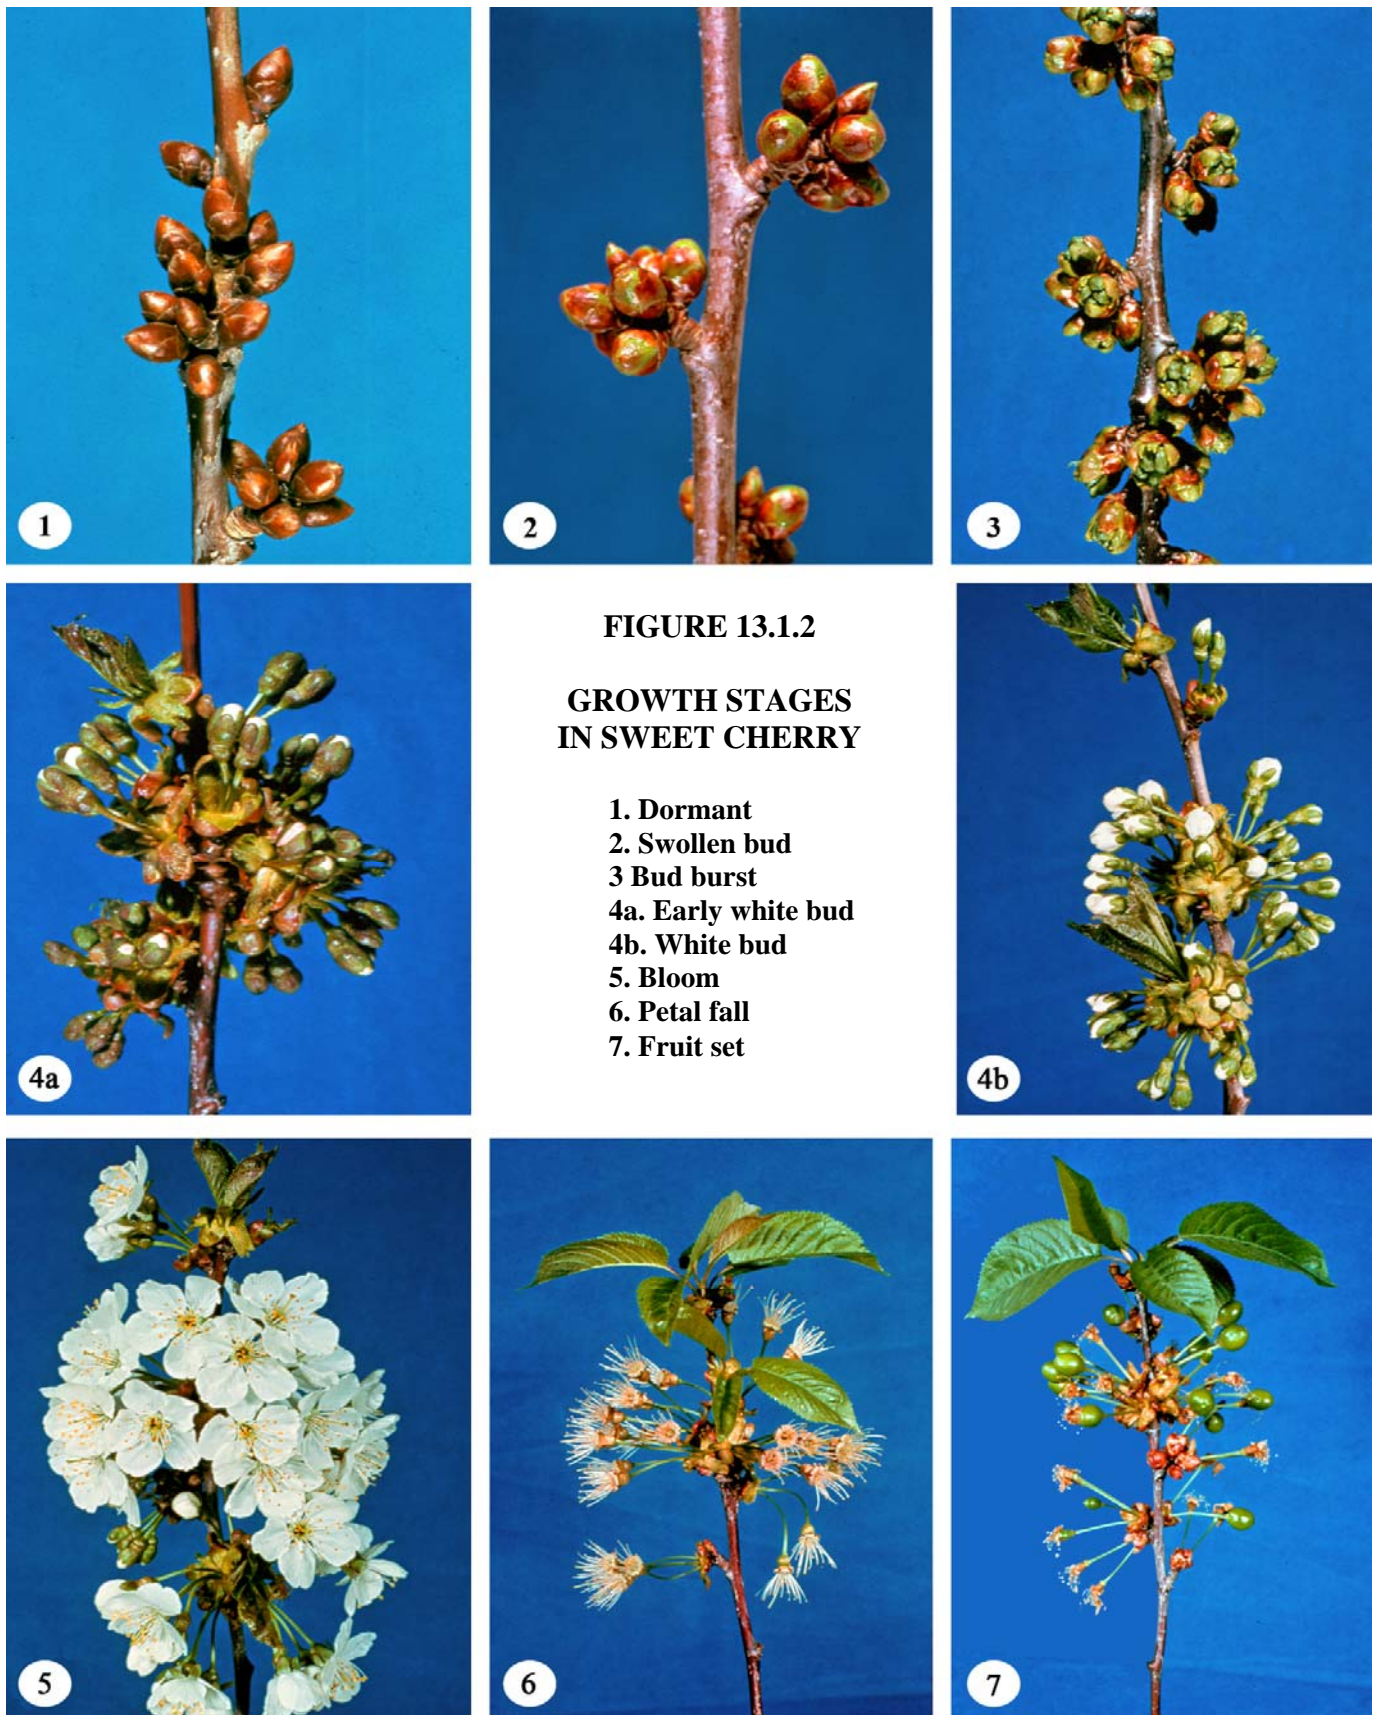 1
2
3
4a
FIGURE 13.1.2
GROWTH STAGES
IN SWEET CHERRY
1. Dormant
2. Swollen bud
3 Bud burst
4a. Early white bud
4b. White bud
5. Bloom
6. Petal fall
7. Fruit set
4b
5
6
7